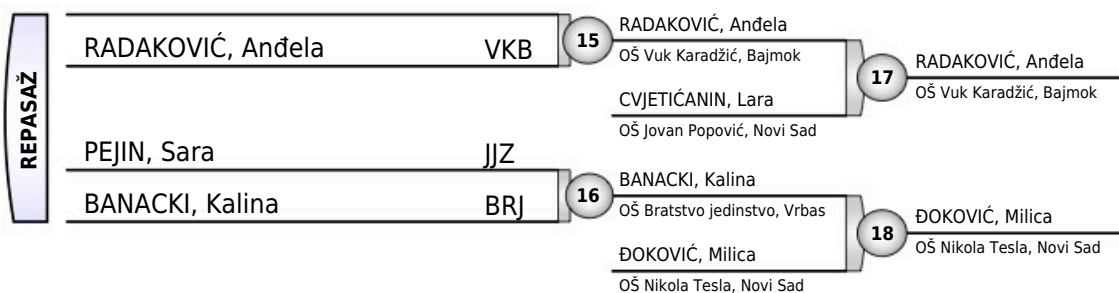 REPASAŽ
RADAKOVIĆ, Anđela VKB
PEJIN, Sara JJZ
BANACKI, Kalina BRJ
15
RADAKOVIĆ, Anđela
OŠ Vuk Karadžić, Bajmok
CVJETIĆANIN, Lara
OŠ Jovan Popović, Novi Sad
16
BANACKI, Kalina
OŠ Bratstvo jedinstvo, Vrbas
ĐOKOVIĆ, Milica
OŠ Nikola Tesla, Novi Sad
17
RADAKOVIĆ, Anđela
OŠ Vuk Karadžić, Bajmok
18
ĐOKOVIĆ, Milica
OŠ Nikola Tesla, Novi Sad